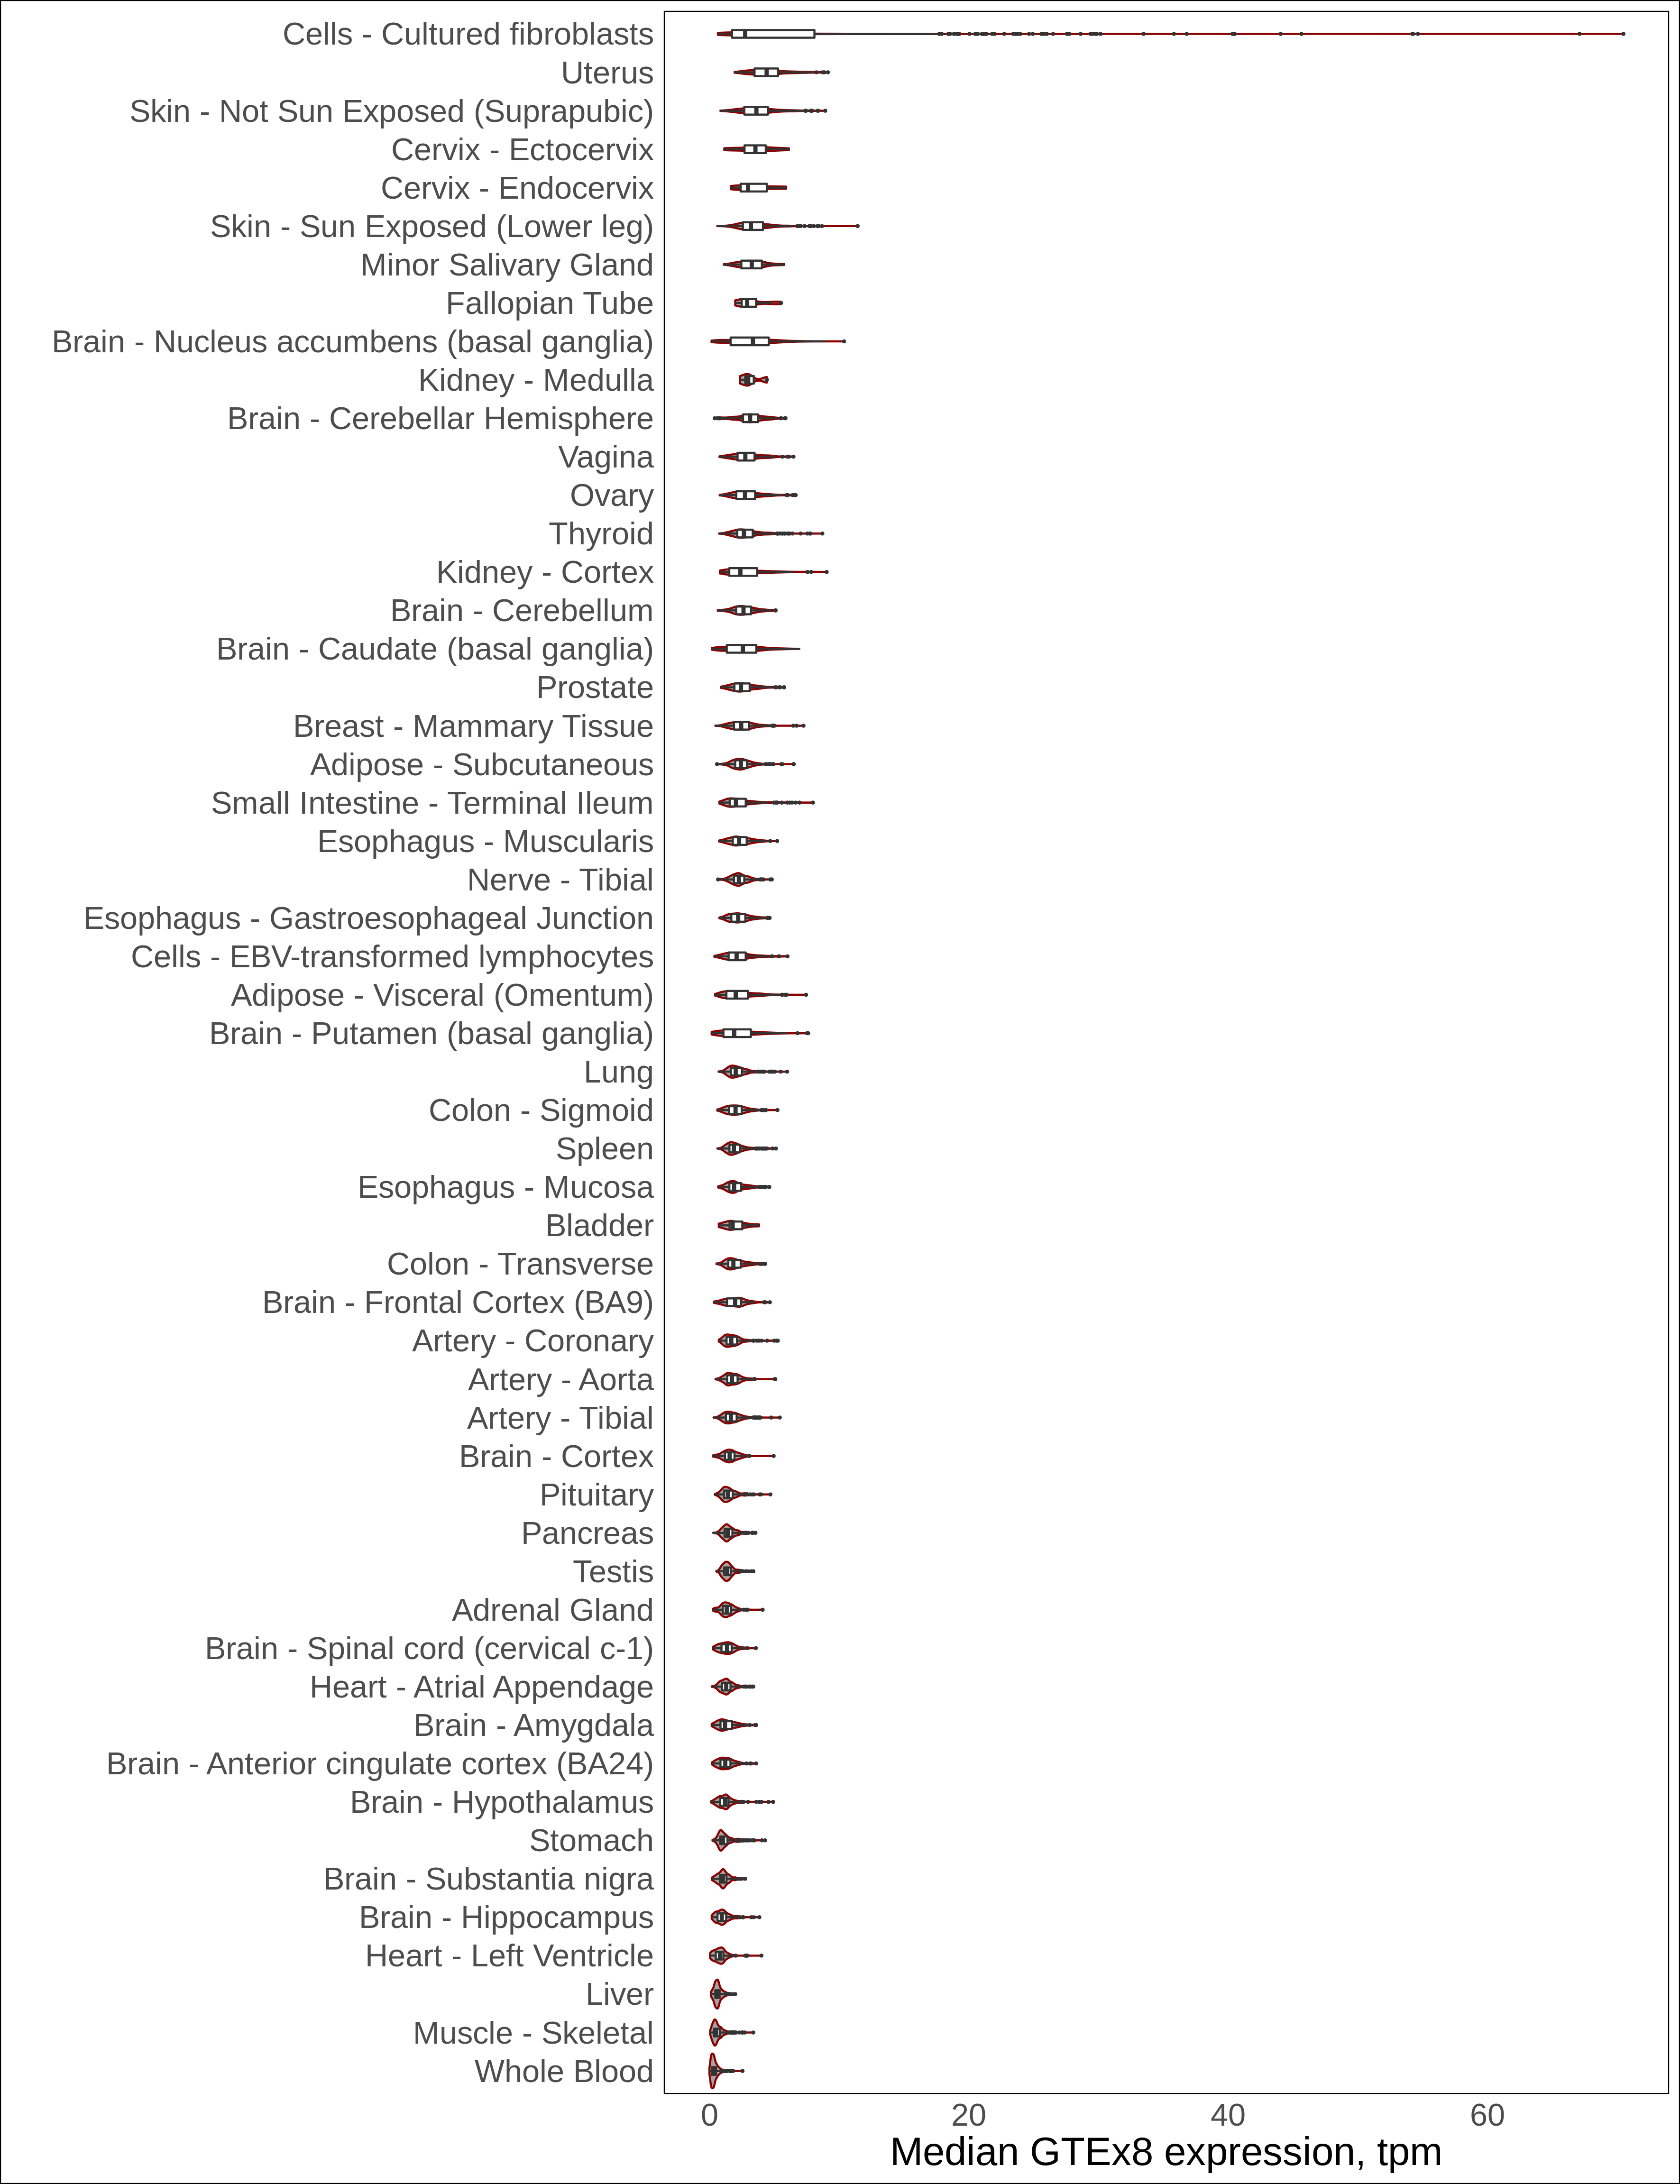 Cells - Cultured fibroblasts
Uterus
Skin - Not Sun Exposed (Suprapubic)
Cervix - Ectocervix
Cervix - Endocervix
Skin - Sun Exposed (Lower leg)
Minor Salivary Gland
Fallopian Tube
Brain - Nucleus accumbens (basal ganglia)
Kidney - Medulla
Brain - Cerebellar Hemisphere
Vagina
Ovary
Thyroid
Kidney - Cortex
Brain - Cerebellum
Brain - Caudate (basal ganglia)
Prostate
Breast - Mammary Tissue
Adipose - Subcutaneous
Small Intestine - Terminal Ileum
Esophagus - Muscularis
Nerve - Tibial
Esophagus - Gastroesophageal Junction
Cells - EBV-transformed lymphocytes
Adipose - Visceral (Omentum)
Brain - Putamen (basal ganglia)
Lung
Colon - Sigmoid
Spleen
Esophagus - Mucosa
Bladder
Colon - Transverse
Brain - Frontal Cortex (BA9)
Artery - Coronary
Artery - Aorta
Artery - Tibial
Brain - Cortex
Pituitary
Pancreas
Testis
Adrenal Gland
Brain - Spinal cord (cervical c-1)
Heart - Atrial Appendage
Brain - Amygdala
Brain - Anterior cingulate cortex (BA24)
Brain - Hypothalamus
Stomach
Brain - Substantia nigra
Brain - Hippocampus
Heart - Left Ventricle
Liver
Muscle - Skeletal
Whole Blood
0 20 40 60
Median GTEx8 expression, tpm